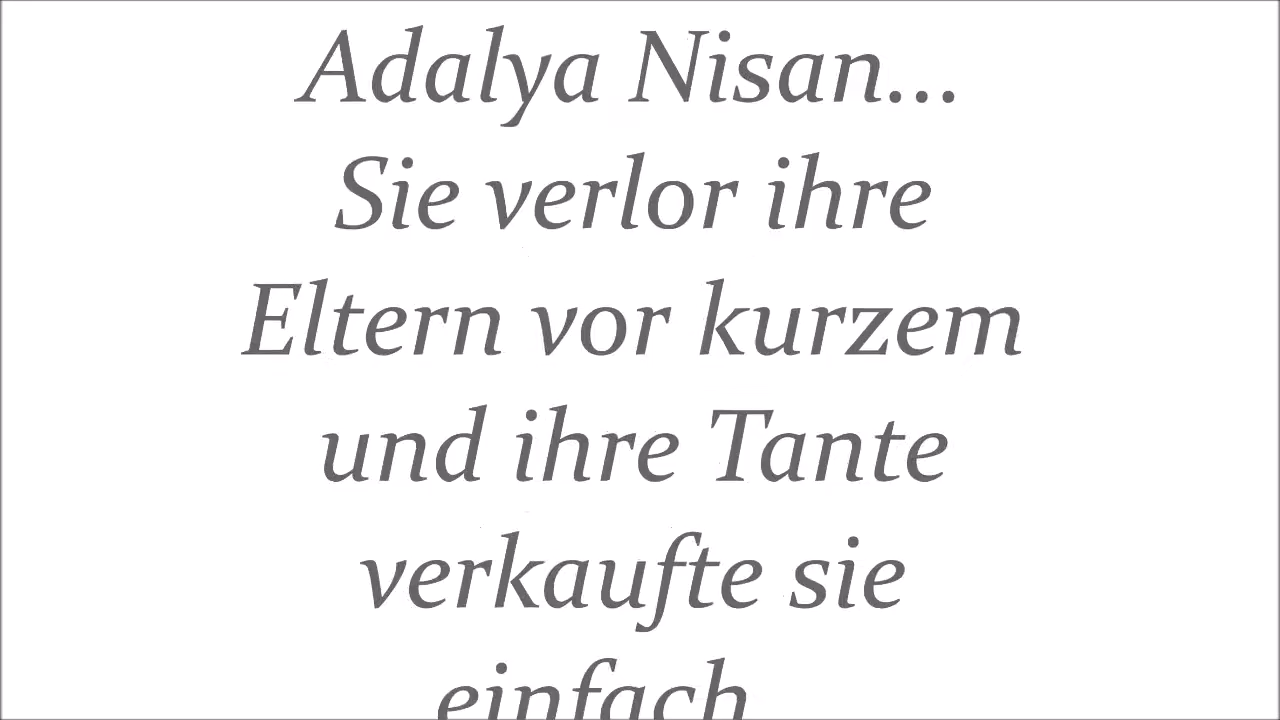 Adalya Nisan...
Sie verlor ihre
Eltern vor kurzem
und ihre Tante
verkaufte sie
einfach